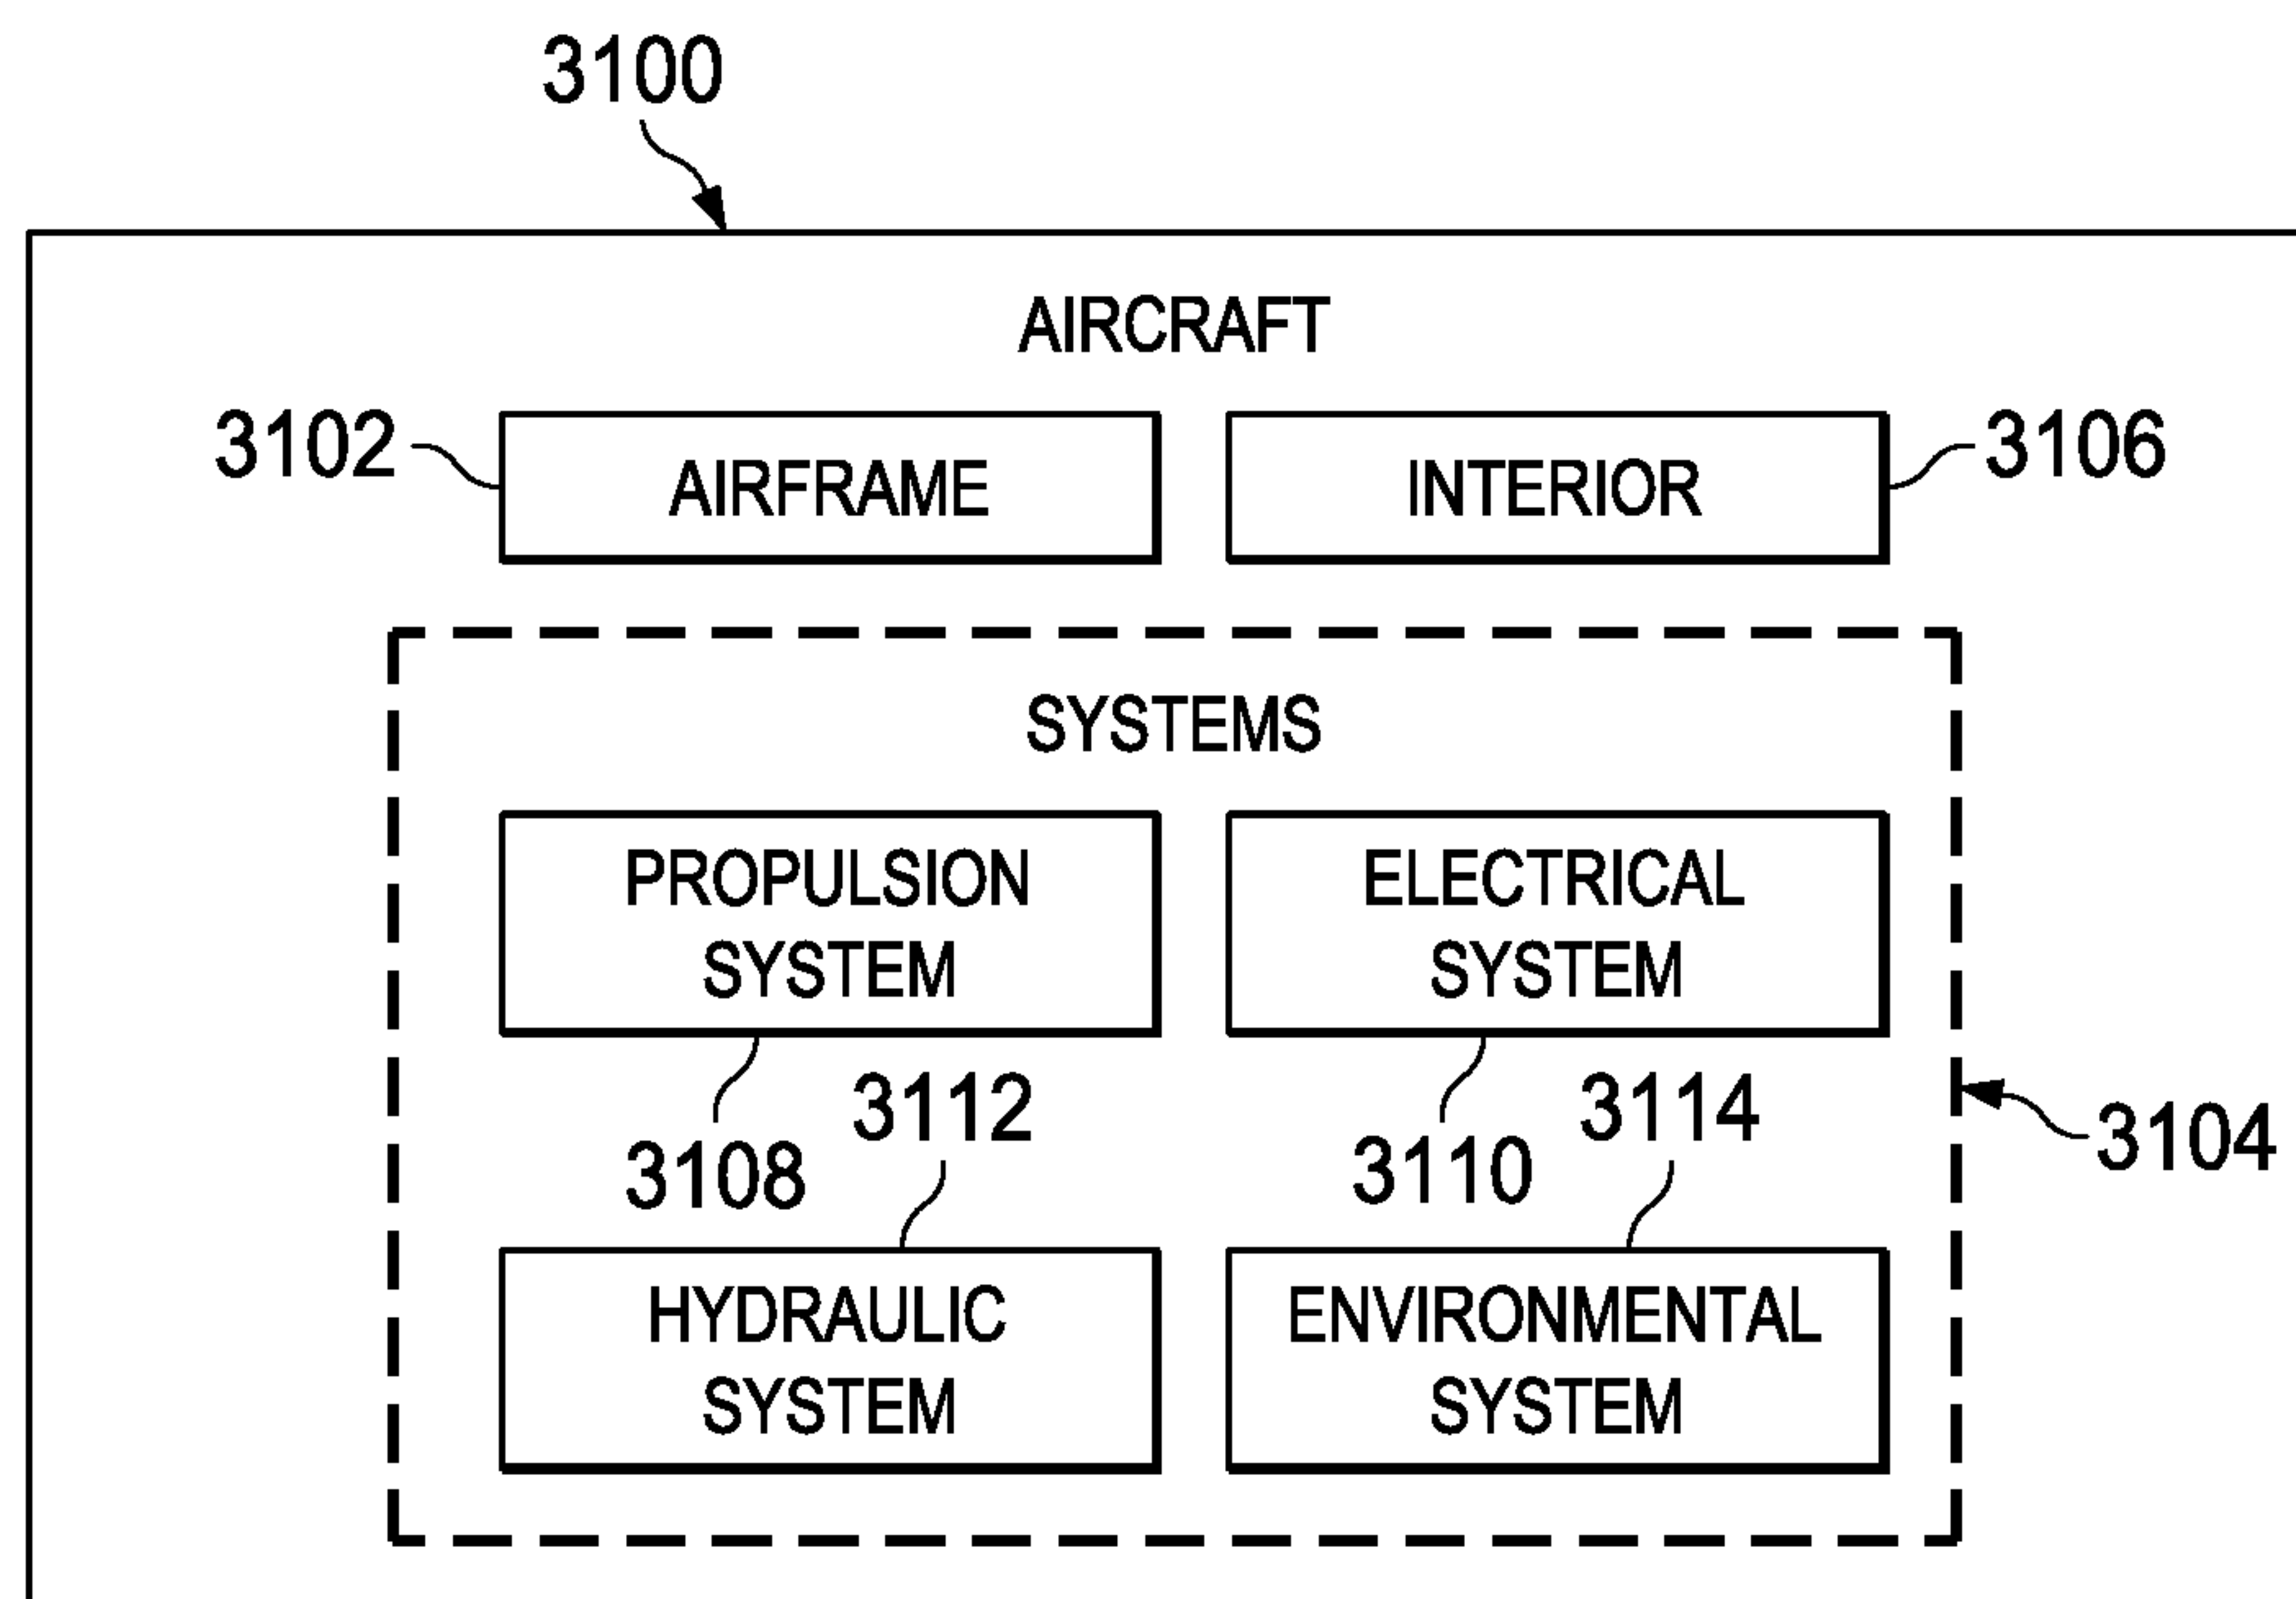 3100
AIRCRAFT
3102
AIRFRAME
INTERIOR
3106
SYSTEMS
PROPULSION
SYSTEM
ELECTRICAL
SYSTEM
3108
3112
3110
3114
3104
HYDRAULIC
SYSTEM
ENVIRONMENTAL
SYSTEM